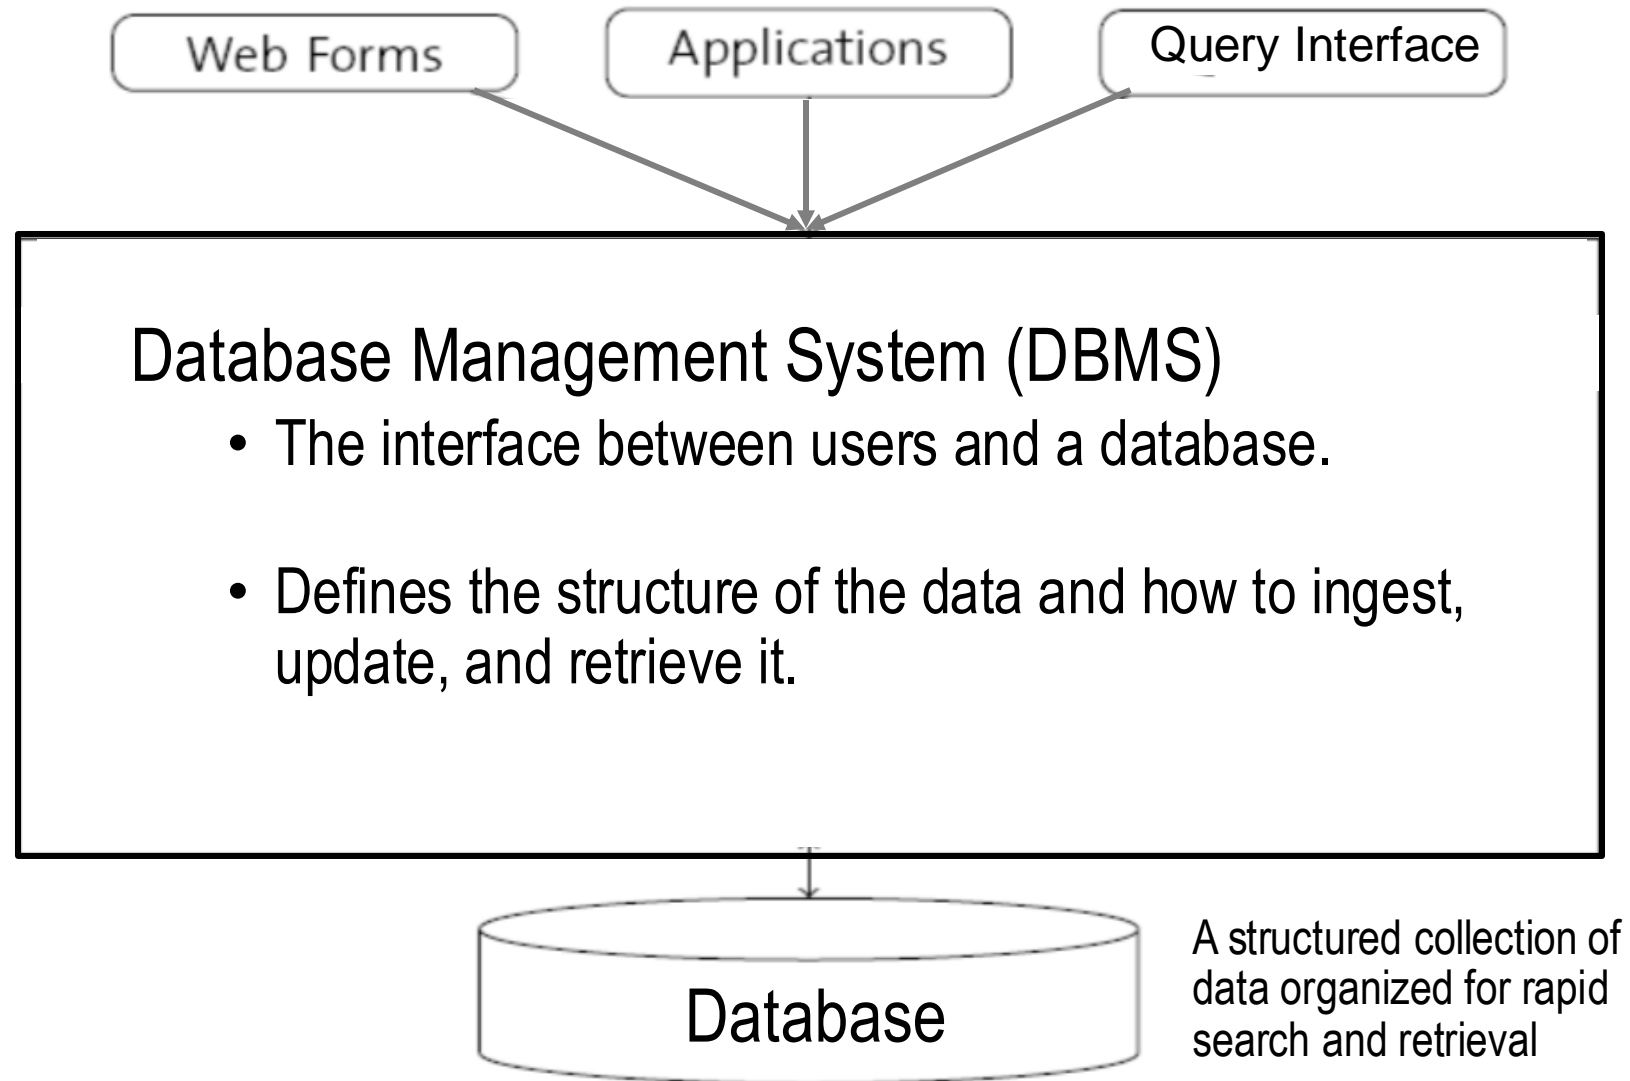 Web Forms
Applications
Query Interface
Database Management System (DBMS)
• The interface between users and a database.
• Defines the structure of the data and how to ingest,
update, and retrieve it.
Database
A structured collection of
data organized for rapid
search and retrieval